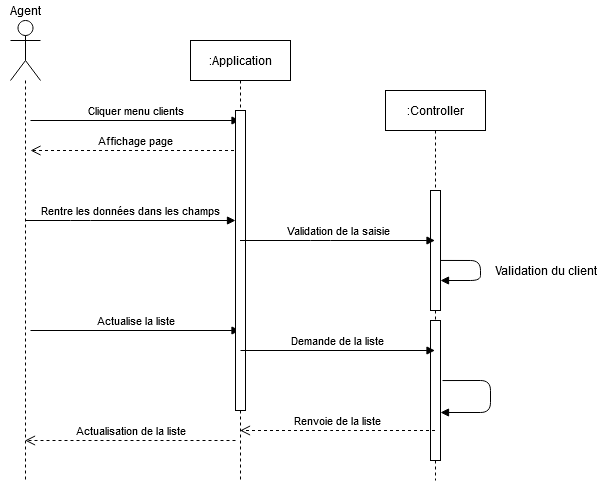 Agent
:Application
:Controller
Cliquer menu clients
Affichage page
Rentre les données dans les champs
Validation de la saisie
Validation du client
Actualise la liste
Demande de la liste
Renvoie de la liste
Actualisation de la liste